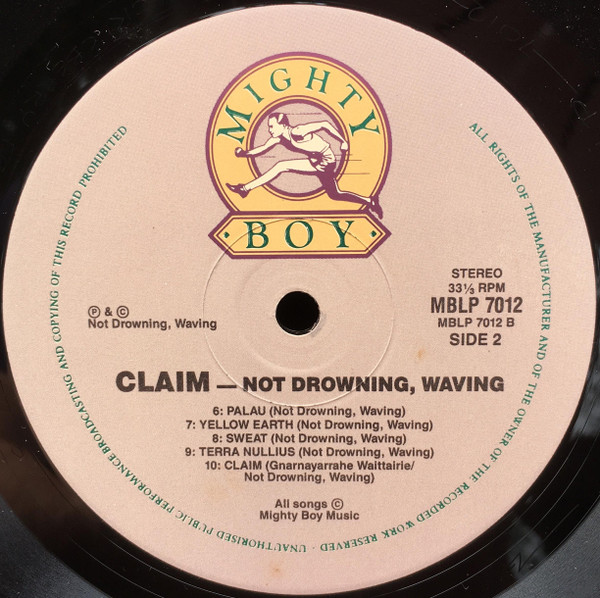 MIGHTY
· BOY ·
ALL RIGHTS OF THE MANUFACTURER AND OF THE OWNER OF THE RECORDED WORK RESERVED · UNAUTHORISED PUBLIC PERFORMANCE BROADCASTING AND COPYING OF THIS RECORD PROHIBITED
STEREO
33⅓ RPM
MBLP 7012
MBLP 7012 B
SIDE 2
Ⓟ & ©
Not Drowning, Waving
CLAIM — NOT DROWNING, WAVING
6: PALAU (Not Drowning, Waving)
7: YELLOW EARTH (Not Drowning, Waving)
8: SWEAT (Not Drowning, Waving)
9: TERRA NULLIUS (Not Drowning, Waving)
10: CLAIM (Gnarnayarrahe Waittairie/
Not Drowning, Waving)
All songs ©
Mighty Boy Music